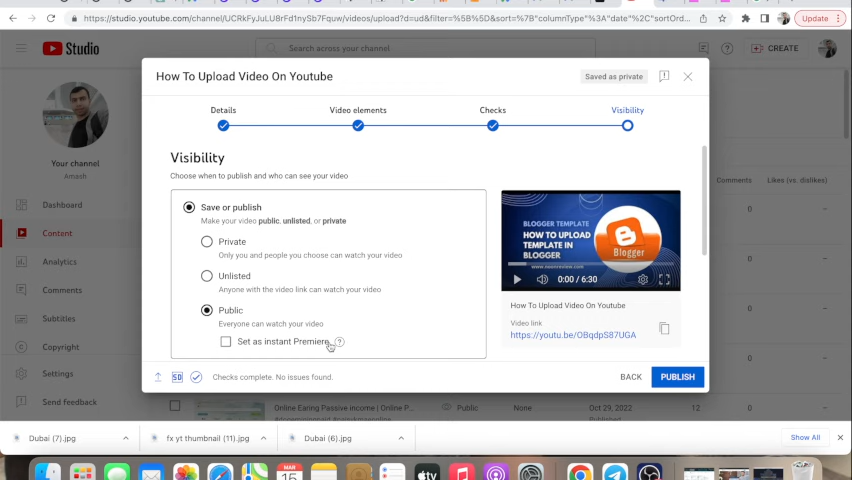 https://studio.youtube.com/channel/UCRkFyJuLU8rFd1nySb7Fquw/videos/upload?d=ud&filter=%5B%5D&sort=%7B"columnType"%3A"date"%2C"sortOrd...
Update
Studio
Search across your channel
CREATE
How To Upload Video On Youtube
Saved as private
Details
Video elements
Checks
Visibility
Your channel
Amash
Dashboard
Content
Analytics
Comments
Subtitles
Copyright
Settings
Send feedback
Visibility
Choose when to publish and who can see your video
Save or publish
Make your video public, unlisted, or private
Private
Only you and people you choose can watch your video
Unlisted
Anyone with the video link can watch your video
Public
Everyone can watch your video
Set as instant Premiere
BLOGGER TEMPLATE
HOW TO UPLOAD
TEMPLATE IN
BLOGGER
Blogger
0:00 / 6:30
How To Upload Video On Youtube
Video link
https://youtu.be/OBqdpS87UGA
Comments
Likes (vs. dislikes)
0
0
0
0
SD
Checks complete. No issues found.
BACK
PUBLISH
Online Earing Passive income | Online P...
Public
None
Oct 29, 2022
Published
12
0
Dubai (7).jpg
fx yt thumbnail (11).jpg
Dubai (6).jpg
Show All
MAR
15
tv